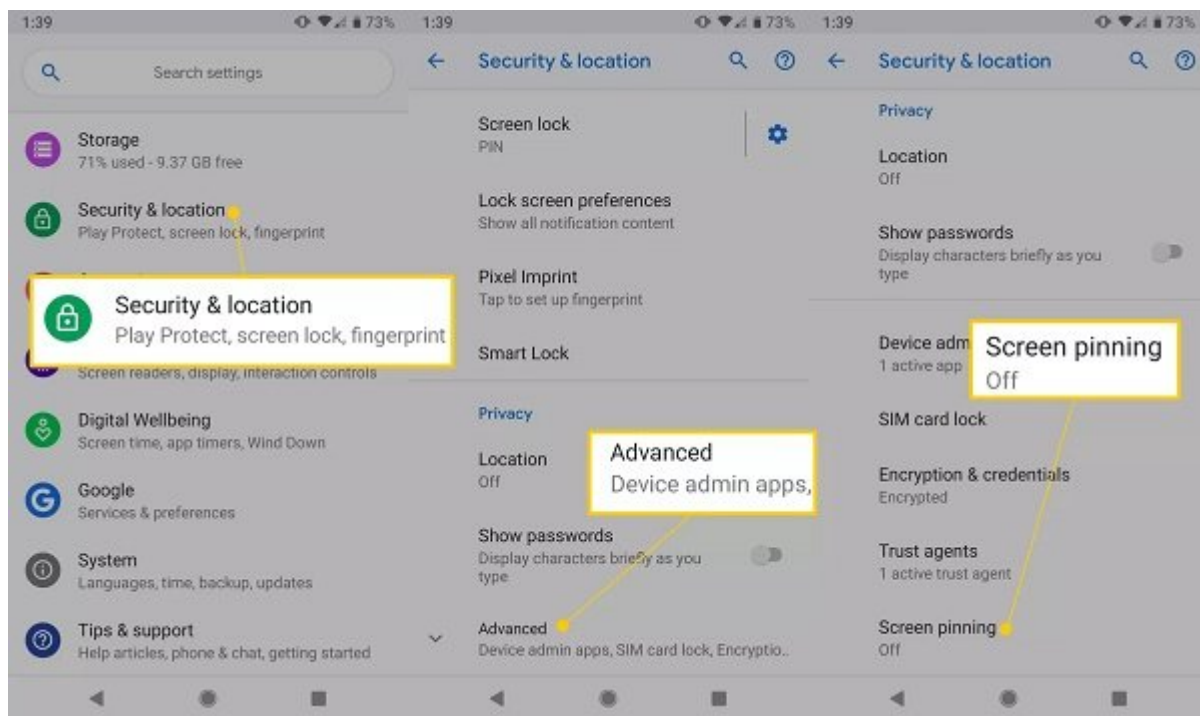 1:39
73%
Search settings
Storage
71% used - 9.37 GB free
Security & location
Play Protect, screen lock, fingerprint
Security & location
Play Protect, screen lock, fingerprint
Screen readers, display, interaction controls
Digital Wellbeing
Screen time, app timers, Wind Down
Google
Services & preferences
System
Languages, time, backup, updates
Tips & support
Help articles, phone & chat, getting started
1:39
73%
Security & location
Screen lock
PIN
Lock screen preferences
Show all notification content
Pixel Imprint
Tap to set up fingerprint
Smart Lock
Privacy
Location
Off
Advanced
Device admin apps,
Show passwords
Display characters briefly as you
type
Advanced
Device admin apps, SIM card lock, Encryptio..
1:39
73%
Security & location
Privacy
Location
Off
Show passwords
Display characters briefly as you
type
Device adm
1 active app
Screen pinning
Off
SIM card lock
Encryption & credentials
Encrypted
Trust agents
1 active trust agent
Screen pinning
Off